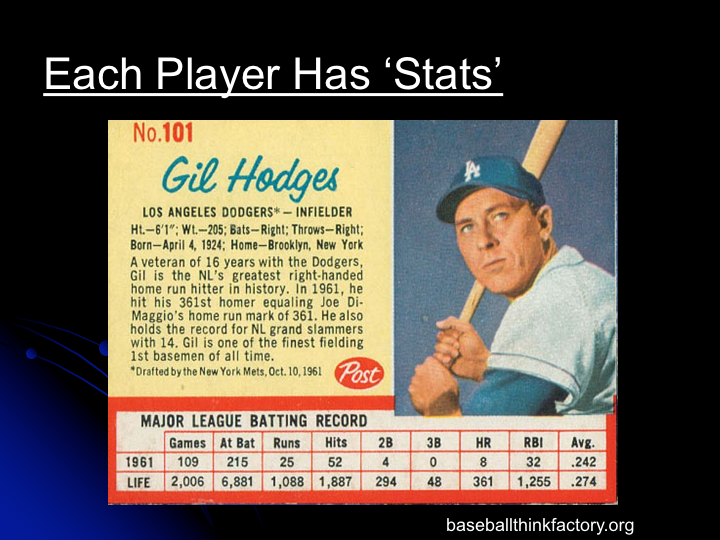 Each Player Has ‘Stats’
No.101
Gil Hodges
LOS ANGELES DODGERS*—INFIELDER
Ht.—6'1"; Wt.—205; Bats—Right; Throws—Right;
Born—April 4, 1924; Home—Brooklyn, New York
A veteran of 16 years with the Dodgers,
Gil is the NL's greatest right-handed
home run hitter in history. In 1961, he
hit his 361st homer equaling Joe Di-
Maggio's home run mark of 361. He also
holds the record for NL grand slammers
with 14. Gil is one of the finest fielding
1st basemen of all time.
*Drafted by the New York Mets, Oct. 10, 1961
Post
LA
MAJOR LEAGUE BATTING RECORD
Games At Bat Runs Hits 2B 3B HR RBI Avg.
1961 109 215 25 52 4 0 8 32 .242
LIFE 2,006 6,881 1,088 1,887 294 48 361 1,255 .274
baseballthinkfactory.org